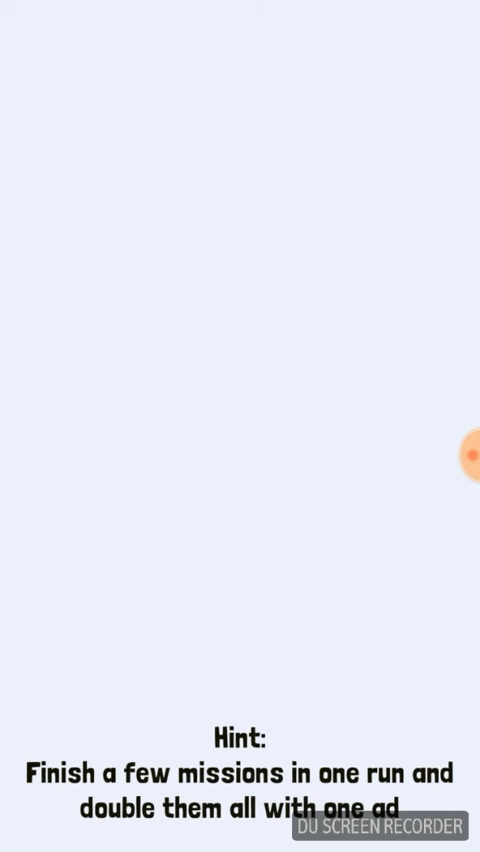 Hint:
Finish a few missions in one run and
double them all with one ad
DU SCREEN RECORDER